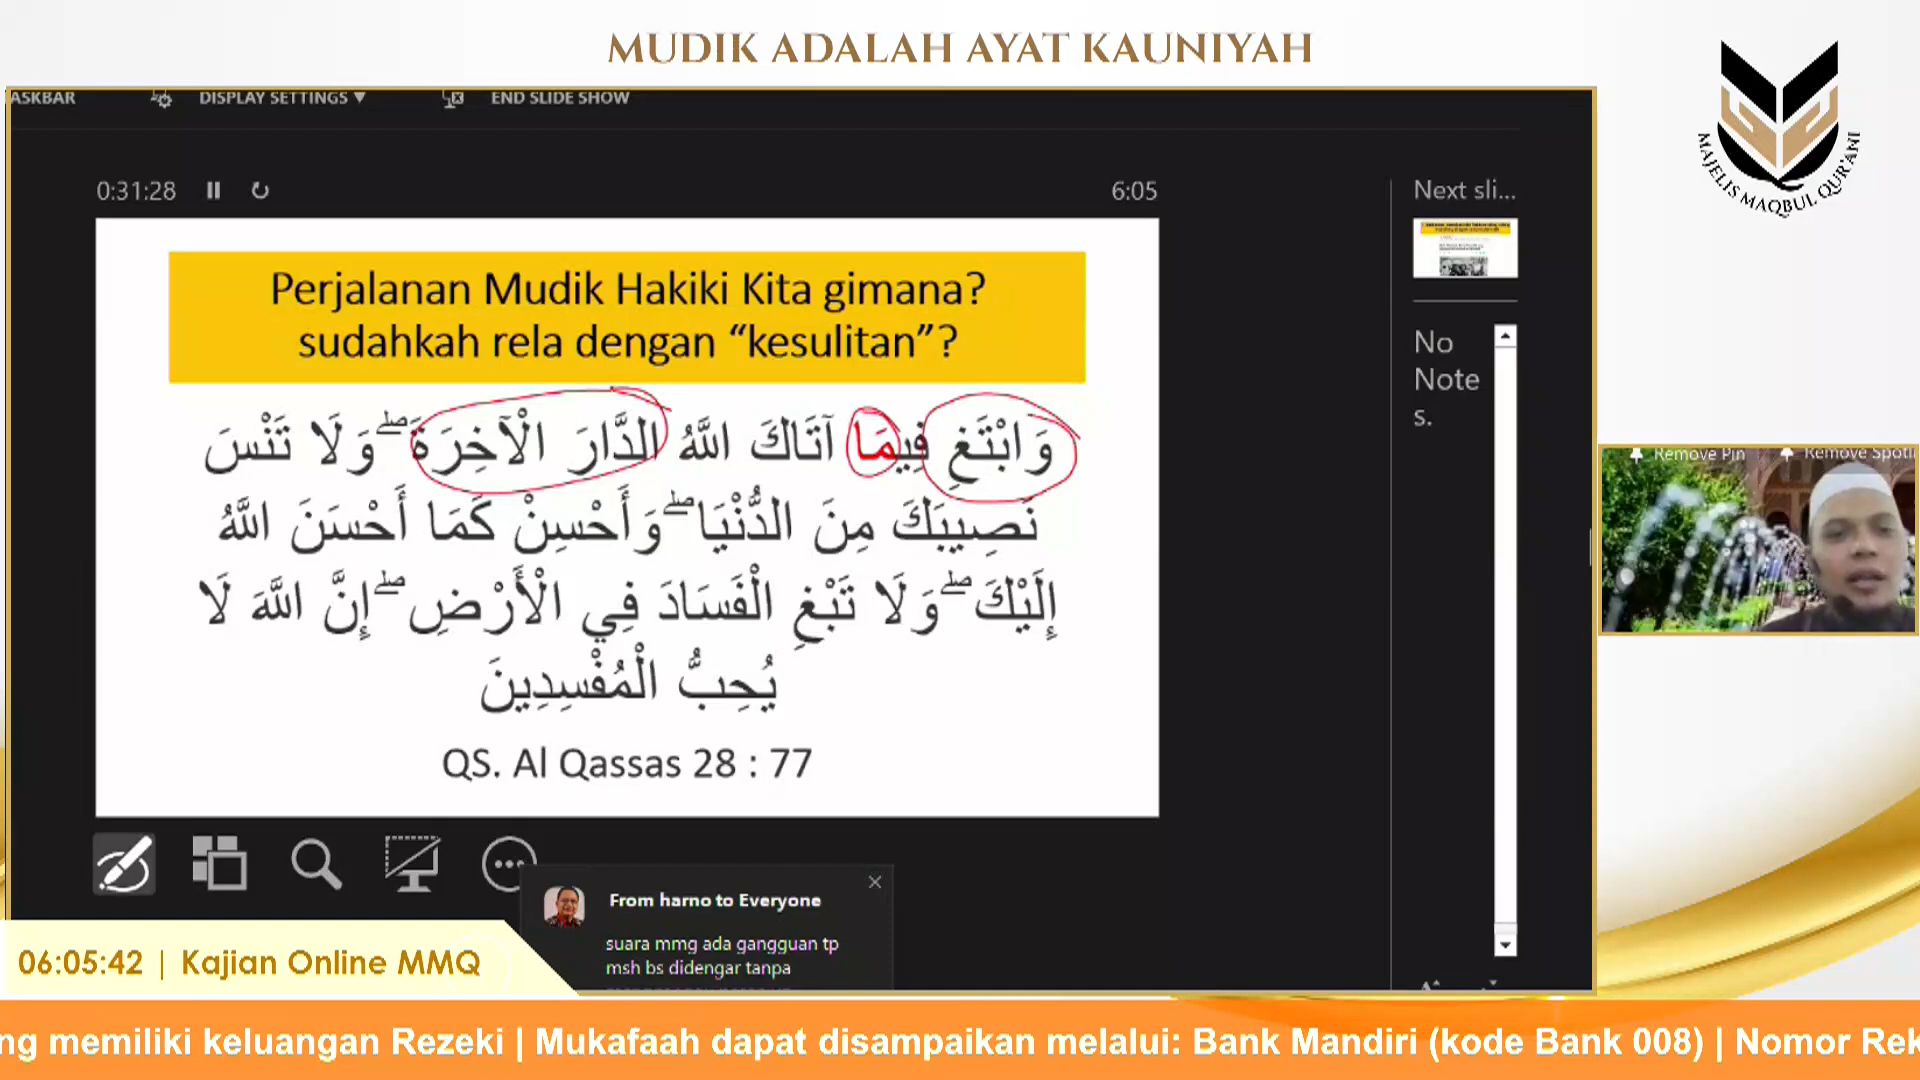 MUDIK ADALAH AYAT KAUNIYAH
ASKBAR
DISPLAY SETTINGS ▼
END SLIDE SHOW
MAJELIS MAQBUL QUR'ANI
0:31:28
6:05
Next sli...
Perjalanan Mudik Hakiki Kita gimana?
sudahkah rela dengan “kesulitan”?
وَابْتَغِ فِيمَا آتَاكَ اللَّهُ الدَّارَ الْآخِرَةَ ۖ وَلَا تَنْسَ
نَصِيبَكَ مِنَ الدُّنْيَا ۖ وَأَحْسِنْ كَمَا أَحْسَنَ اللَّهُ
إِلَيْكَ ۖ وَلَا تَبْغِ الْفَسَادَ فِي الْأَرْضِ ۖ إِنَّ اللَّهَ لَا
يُحِبُّ الْمُفْسِدِينَ
QS. Al Qassas 28 : 77
No
Note
s.
Remove Pin
Remove Spotl
From harno to Everyone
suara mmg ada gangguan tp
msh bs didengar tanpa
06:05:42 | Kajian Online MMQ
ng memiliki keluangan Rezeki | Mukafaah dapat disampaikan melalui: Bank Mandiri (kode Bank 008) | Nomor Rek